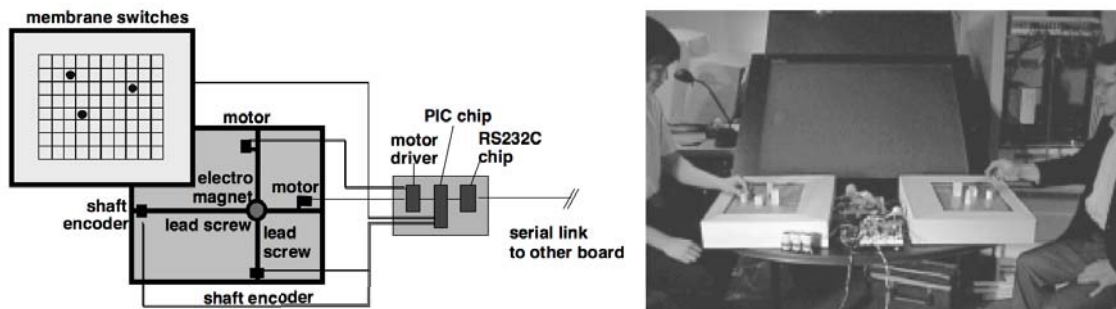 membrane switches
motor
PIC chip
motor
driver
RS232C
chip
electro
magnet
motor
shaft
encoder
lead screw
lead
screw
serial link
to other board
shaft encoder